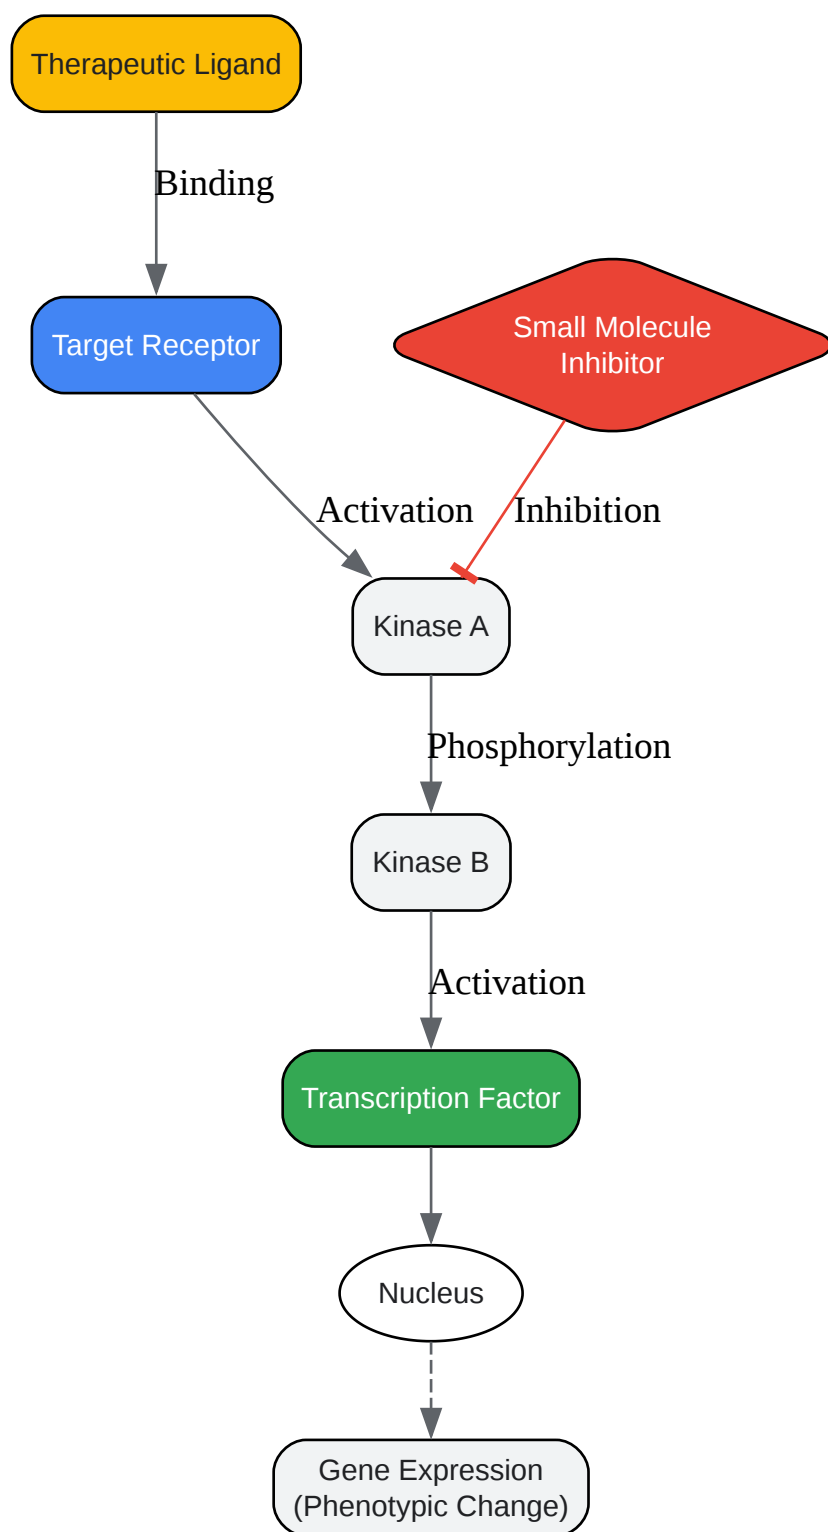 Therapeutic Ligand
Binding
Target Receptor
Small Molecule
Inhibitor
Activation
Inhibition
Kinase A
Phosphorylation
Kinase B
Activation
Transcription Factor
Nucleus
Gene Expression
(Phenotypic Change)